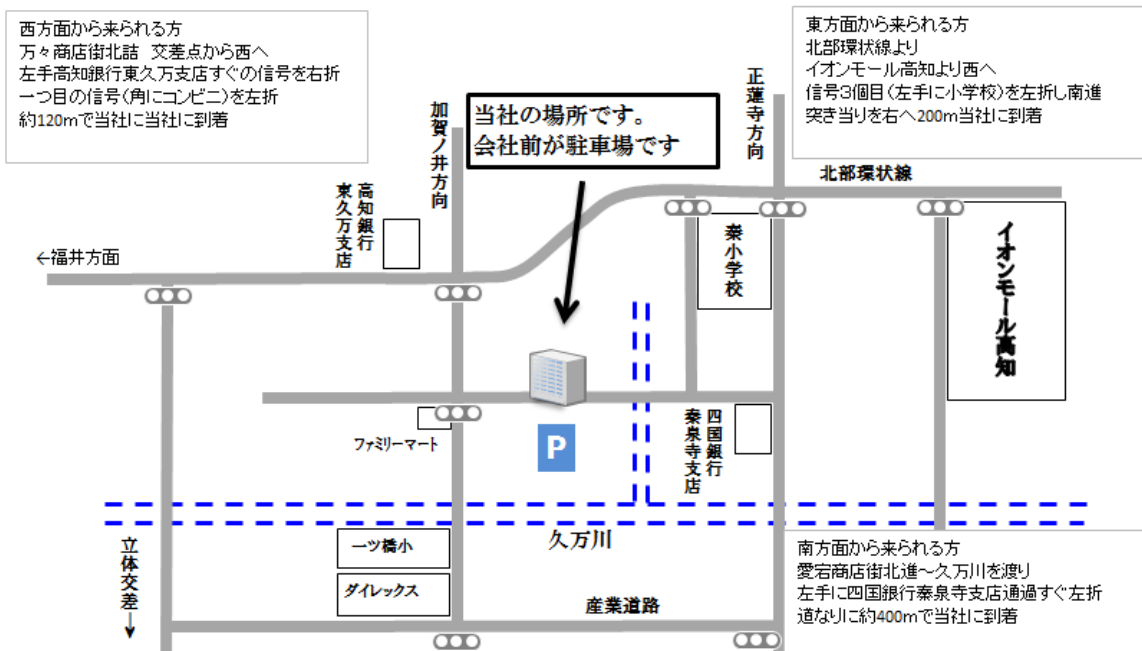 西方面から来られる方
万々商店街北詰　交差点から西へ
左手高知銀行東久万支店すぐの信号を右折
一つ目の信号(角にコンビニ)を左折
約120mで当社に当社に到着
東方面から来られる方
北部環状線より
イオンモール高知より西へ
信号3個目(左手に小学校)を左折し南進
突き当りを右へ200m当社に到着
加賀ノ井方向
当社の場所です。
会社前が駐車場です
正蓮寺方向
北部環状線
高知銀行
東久万支店
←福井方面
秦小学校
イオンモール高知
ファミリーマート
P
四国銀行
秦泉寺支店
久万川
立体交差→
一ツ橋小
ダイレックス
産業道路
南方面から来られる方
愛宕商店街北進～久万川を渡り
左手に四国銀行秦泉寺支店通過すぐ左折
道なりに約400mで当社に到着